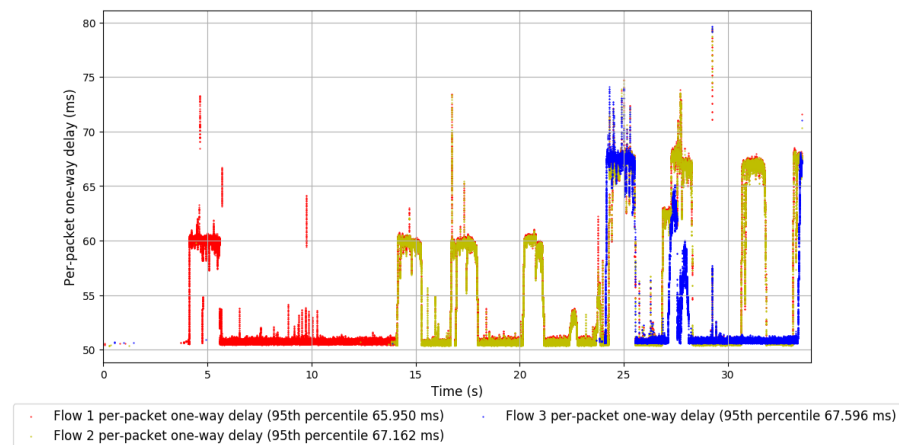 80
75
70
65
60
55
50
Per-packet one-way delay (ms)
0 5 10 15 20 25 30
Time (s)
Flow 1 per-packet one-way delay (95th percentile 65.950 ms) Flow 3 per-packet one-way delay (95th percentile 67.596 ms)
Flow 2 per-packet one-way delay (95th percentile 67.162 ms)